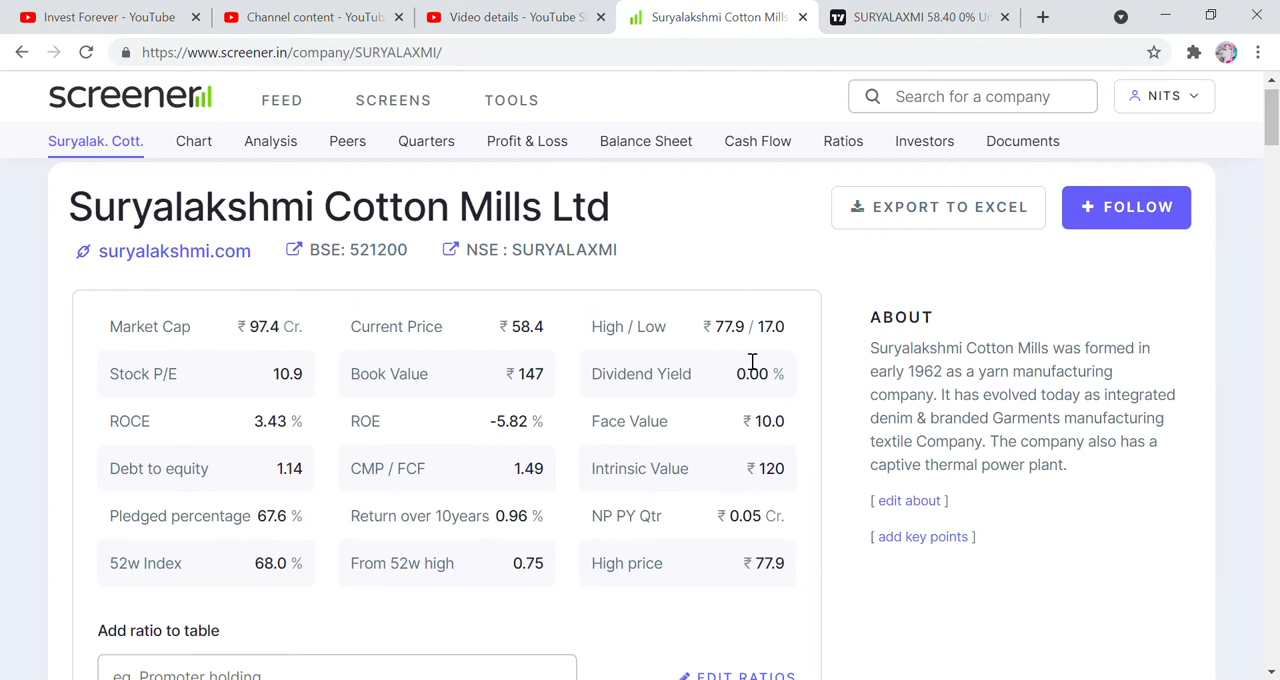 Invest Forever - YouTube
Channel content - YouTub
Video details - YouTube S
Suryalakshmi Cotton Mills
SURYALAXMI 58.40 0% Ur
https://www.screener.in/company/SURYALAXMI/
screener
FEED SCREENS TOOLS
Search for a company
NITS
Suryalak. Cott. Chart Analysis Peers Quarters Profit & Loss Balance Sheet Cash Flow Ratios Investors Documents
Suryalakshmi Cotton Mills Ltd
EXPORT TO EXCEL
+ FOLLOW
suryalakshmi.com BSE: 521200 NSE : SURYALAXMI
Market Cap ₹ 97.4 Cr. Current Price ₹ 58.4 High / Low ₹ 77.9 / 17.0
Stock P/E 10.9 Book Value ₹ 147 Dividend Yield 0.00 %
ROCE 3.43 % ROE -5.82 % Face Value ₹ 10.0
Debt to equity 1.14 CMP / FCF 1.49 Intrinsic Value ₹ 120
Pledged percentage 67.6 % Return over 10years 0.96 % NP PY Qtr ₹ 0.05 Cr.
52w Index 68.0 % From 52w high 0.75 High price ₹ 77.9
Add ratio to table
eg. Promoter holding
EDIT RATIOS
ABOUT
Suryalakshmi Cotton Mills was formed in
early 1962 as a yarn manufacturing
company. It has evolved today as integrated
denim & branded Garments manufacturing
textile Company. The company also has a
captive thermal power plant.
[ edit about ]
[ add key points ]